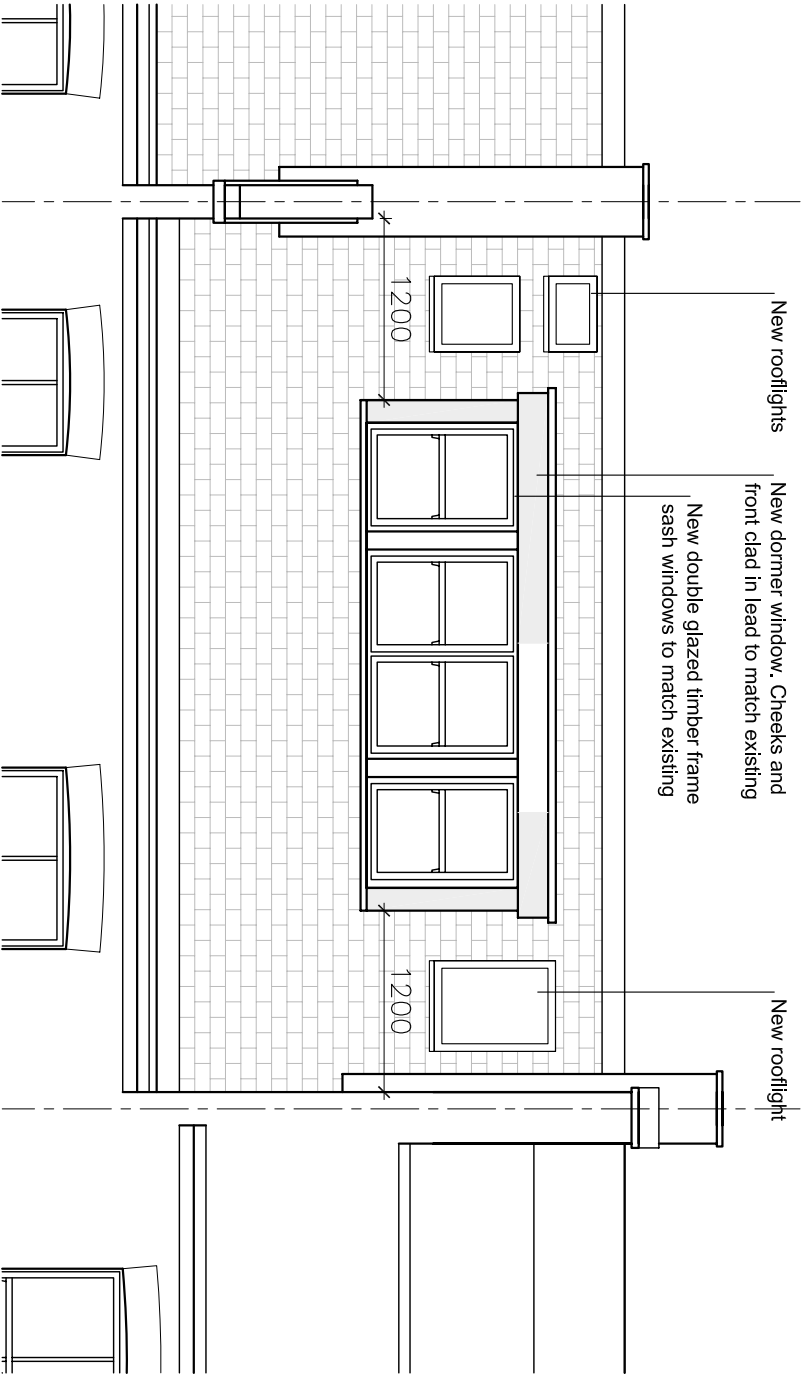 New rooflights
New dormer window. Cheeks and
front clad in lead to match existing
New double glazed timber frame
sash windows to match existing
New rooflight
1200
1200